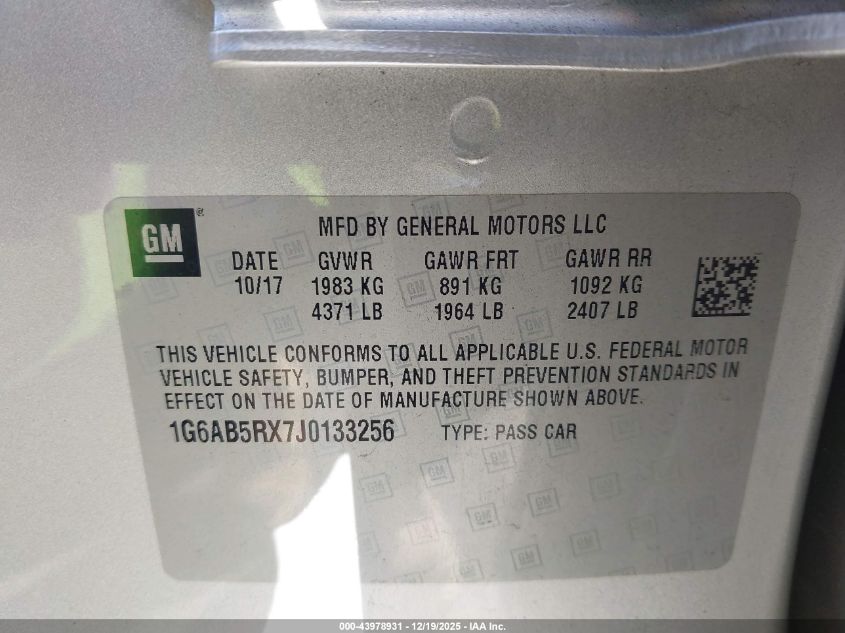 GM ®
MFD BY GENERAL MOTORS LLC
DATE GVWR GAWR FRT GAWR RR
10/17 1983 KG 891 KG 1092 KG
4371 LB 1964 LB 2407 LB
THIS VEHICLE CONFORMS TO ALL APPLICABLE U.S. FEDERAL MOTOR
VEHICLE SAFETY, BUMPER, AND THEFT PREVENTION STANDARDS IN
EFFECT ON THE DATE OF MANUFACTURE SHOWN ABOVE.
1G6AB5RX7J0133256 TYPE: PASS CAR
000-43978931 - 12/19/2025 - IAA Inc.